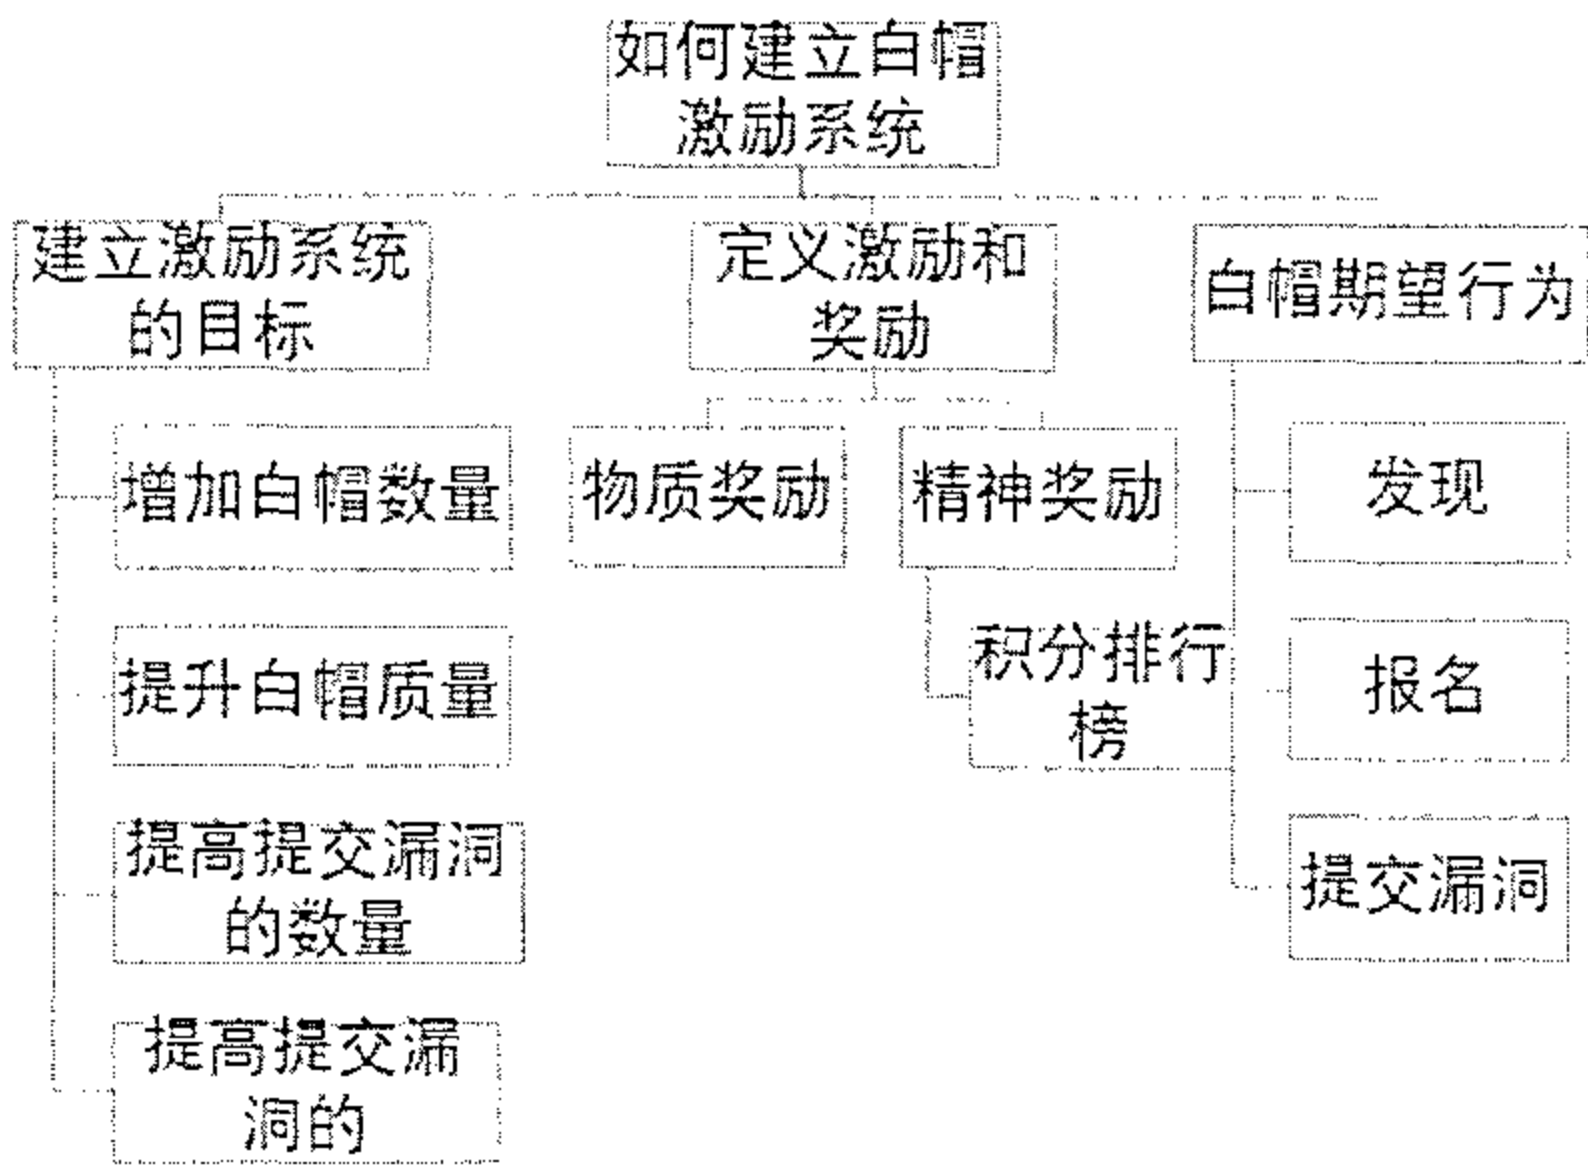 如何建立白帽
激励系统
建立激励系统
的目标
定义激励和
奖励
白帽期望行为
增加白帽数量
物质奖励
精神奖励
发现
提升白帽质量
积分排行
榜
报名
提高提交漏洞
的数量
提交漏洞
提高提交漏
洞的